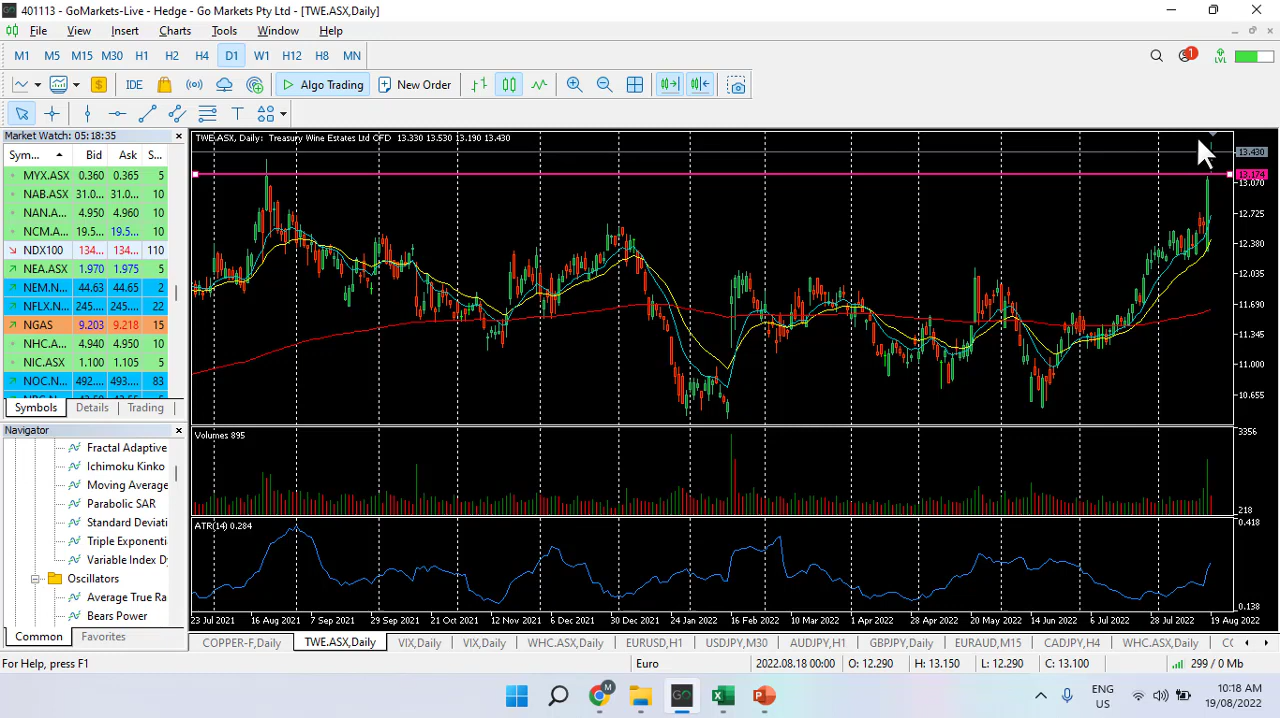 401113 - GoMarkets-Live - Hedge - Go Markets Pty Ltd - [TWE.ASX,Daily]
File View Insert Charts Tools Window Help
M1 M5 M15 M30 H1 H2 H4 D1 W1 H12 H8 MN
1 LVL
IDE Algo Trading New Order
Market Watch: 05:18:35
Sym... Bid Ask S...
MYX.ASX 0.360 0.365 5
NAB.ASX 31.0... 31.0... 10
NAN.A... 4.950 4.960 10
NCM.A... 19.5... 19.5... 10
NDX100 134... 134... 110
NEA.ASX 1.970 1.975 5
NEM.N... 44.63 44.65 2
NFLX.N... 245.... 245.... 22
NGAS 9.203 9.218 15
NHC.A... 4.940 4.950 10
NIC.ASX 1.100 1.105 5
NOC.N... 492.... 493.... 83
Symbols Details Trading
Navigator
Fractal Adaptive
Ichimoku Kinko
Moving Average
Parabolic SAR
Standard Deviati
Triple Exponenti
Variable Index D
Oscillators
Average True Ra
Bears Power
Common Favorites
TWE.ASX, Daily: Treasury Wine Estates Ltd CFD 13.330 13.530 13.190 13.430
13.430
13.174
13.070
12.725
12.380
12.035
11.690
11.345
11.000
10.655
Volumes 895
3356
218
ATR(14) 0.284
0.418
0.138
23 Jul 2021 16 Aug 2021 7 Sep 2021 29 Sep 2021 21 Oct 2021 12 Nov 2021 6 Dec 2021 30 Dec 2021 24 Jan 2022 16 Feb 2022 10 Mar 2022 1 Apr 2022 28 Apr 2022 20 May 2022 14 Jun 2022 6 Jul 2022 28 Jul 2022 19 Aug 2022
COPPER-F,Daily TWE.ASX,Daily VIX,Daily VIX,Daily WHC.ASX,Daily EURUSD,H1 USDJPY,M30 AUDJPY,H1 GBPJPY,Daily EURAUD,M15 CADJPY,H4 WHC.ASX,Daily CC
For Help, press F1 Euro 2022.08.18 00:00 O: 12.290 H: 13.150 L: 12.290 C: 13.100 299 / 0 Mb
GO M
ENG
US
10:18 AM
19/08/2022